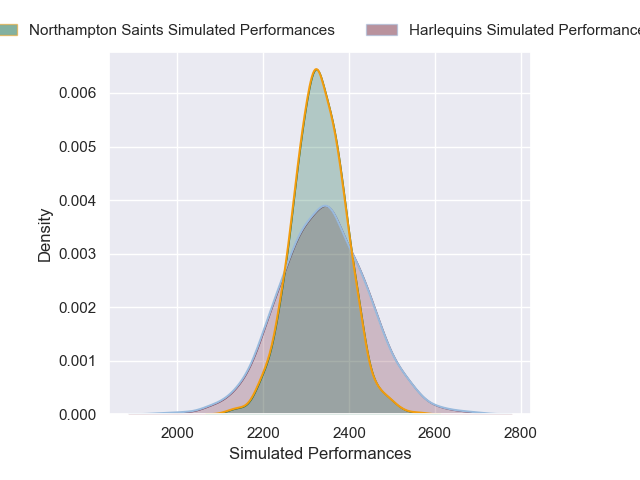 Northampton Saints Simulated Performances
Harlequins Simulated Performance
0.006
0.005
0.004
0.003
0.002
0.001
0.000
Density
2000 2200 2400 2600 2800
Simulated Performances